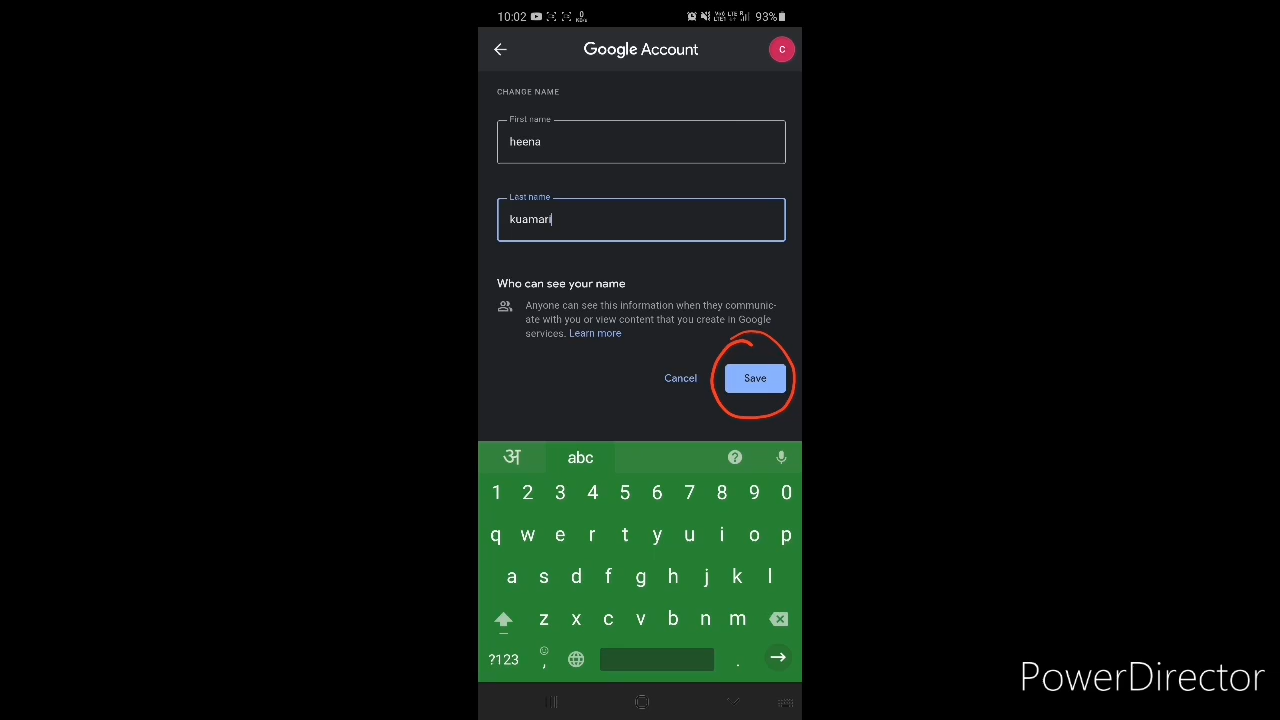 10:02 93%
Google Account
C
CHANGE NAME
First name
heena
Last name
kuamari
Who can see your name
Anyone can see this information when they communic-
ate with you or view content that you create in Google
services. Learn more
Cancel Save
अ abc
1 2 3 4 5 6 7 8 9 0
q w e r t y u i o p
a s d f g h j k l
z x c v b n m
?123 , .
PowerDirector